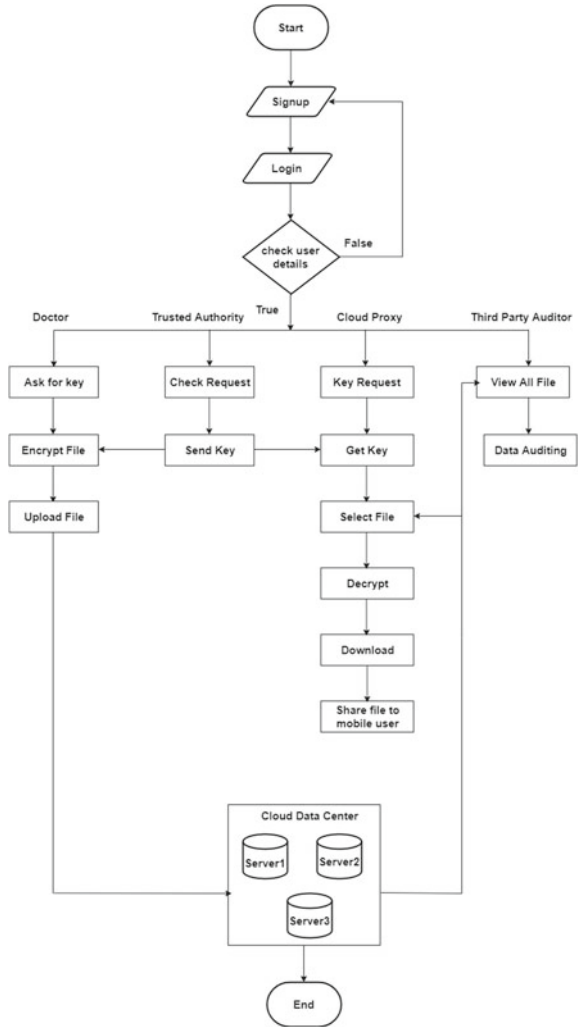 Start
Signup
Login
check user
details
False
True
Doctor
Trusted Authority
Cloud Proxy
Third Party Auditor
Ask for key
Check Request
Key Request
View All File
Encrypt File
Send Key
Get Key
Data Auditing
Upload File
Select File
Decrypt
Download
Share file to
mobile user
Cloud Data Center
Server1
Server2
Server3
End